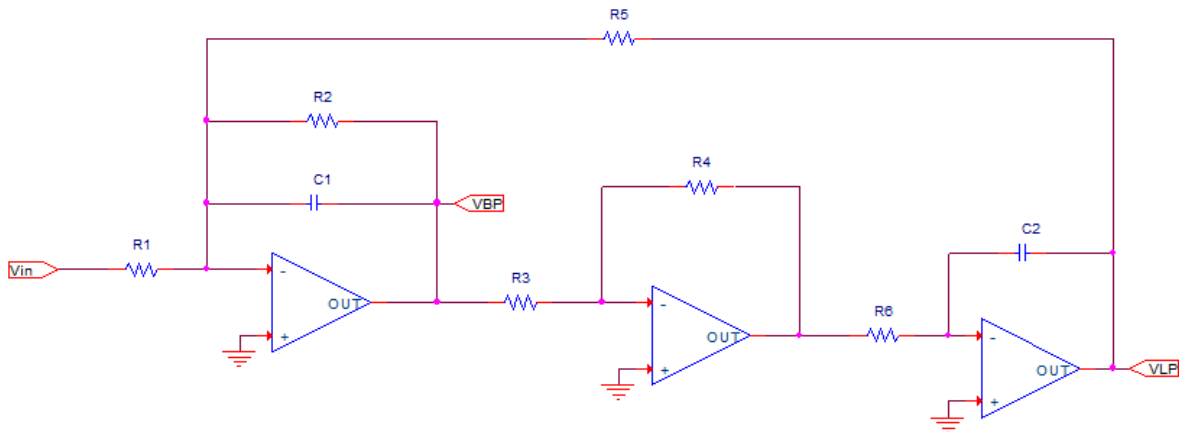 R5
R2
R4
C1
VBP
C2
R1
Vin
-
R3
OUT
-
R6
+
OUT
-
+
OUT
VLP
+